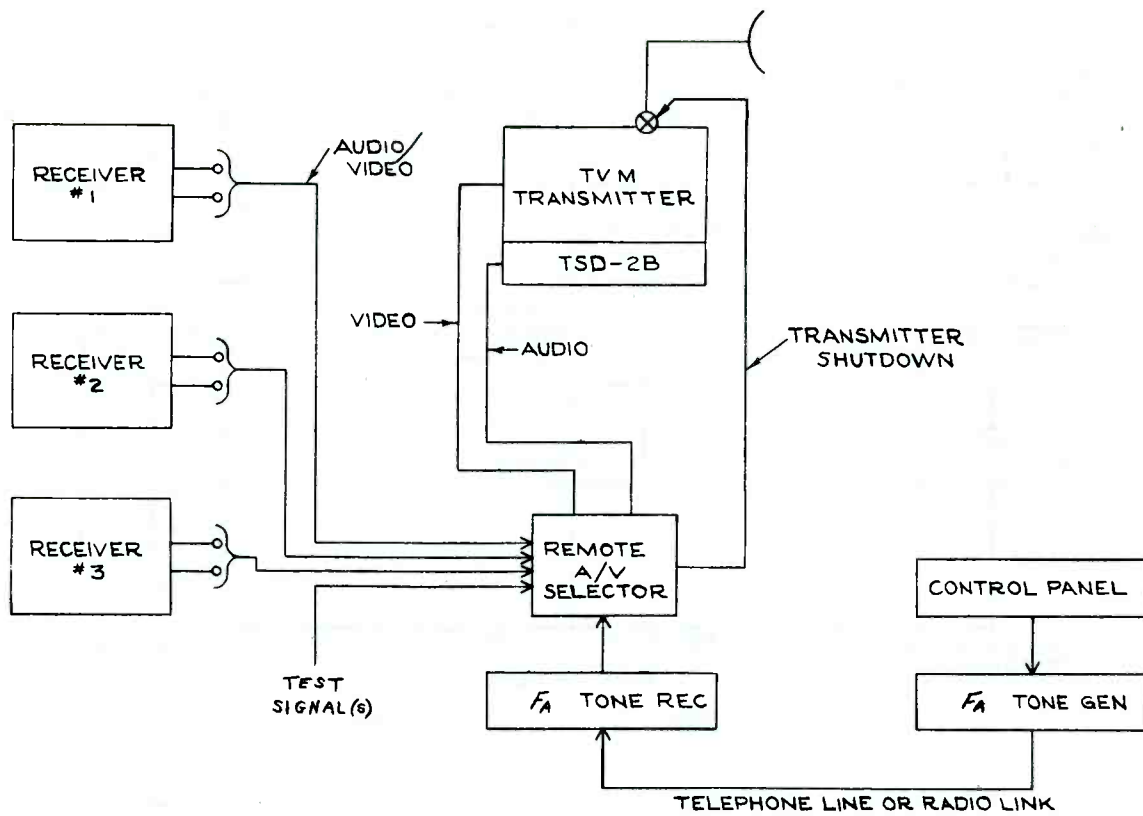 RECEIVER
#1
AUDIO/
VIDEO
TVM
TRANSMITTER
TSD-2B
RECEIVER
#2
VIDEO
AUDIO
TRANSMITTER
SHUTDOWN
RECEIVER
#3
REMOTE
A/V
SELECTOR
CONTROL PANEL
TEST
SIGNAL(S)
FA TONE REC
FA TONE GEN
TELEPHONE LINE OR RADIO LINK